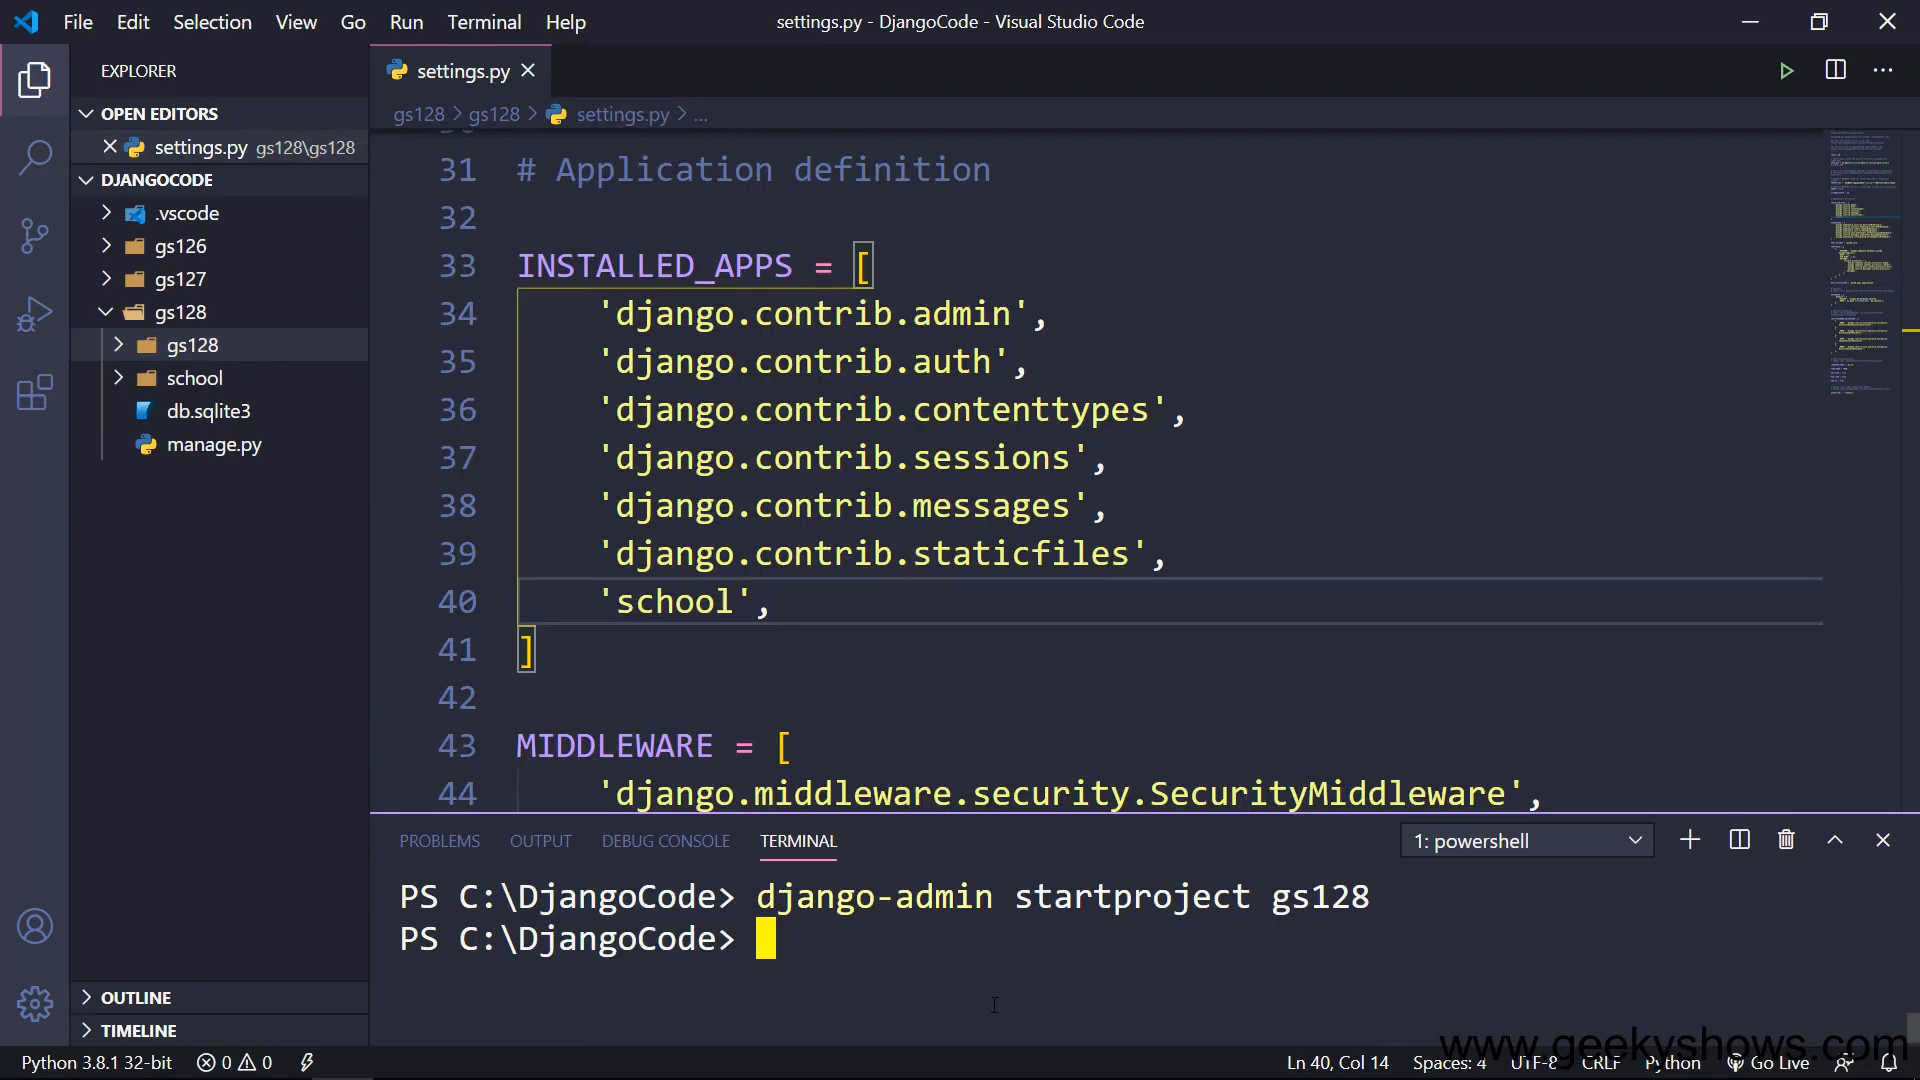 File Edit Selection View Go Run Terminal Help
settings.py - DjangoCode - Visual Studio Code
EXPLORER
OPEN EDITORS
settings.py gs128\gs128
DJANGOCODE
.vscode
gs126
gs127
gs128
gs128
school
db.sqlite3
manage.py
OUTLINE
TIMELINE
settings.py
gs128 > gs128 > settings.py > ...
31 # Application definition
32
33 INSTALLED_APPS = [
34 'django.contrib.admin',
35 'django.contrib.auth',
36 'django.contrib.contenttypes',
37 'django.contrib.sessions',
38 'django.contrib.messages',
39 'django.contrib.staticfiles',
40 'school',
41 ]
42
43 MIDDLEWARE = [
44 'django.middleware.security.SecurityMiddleware',
PROBLEMS OUTPUT DEBUG CONSOLE TERMINAL
1: powershell
PS C:\DjangoCode> django-admin startproject gs128
PS C:\DjangoCode>
www.geekyshows.com
Python 3.8.1 32-bit 0 0
Ln 40, Col 14 Spaces: 4 UTF-8 CRLF Python Go Live